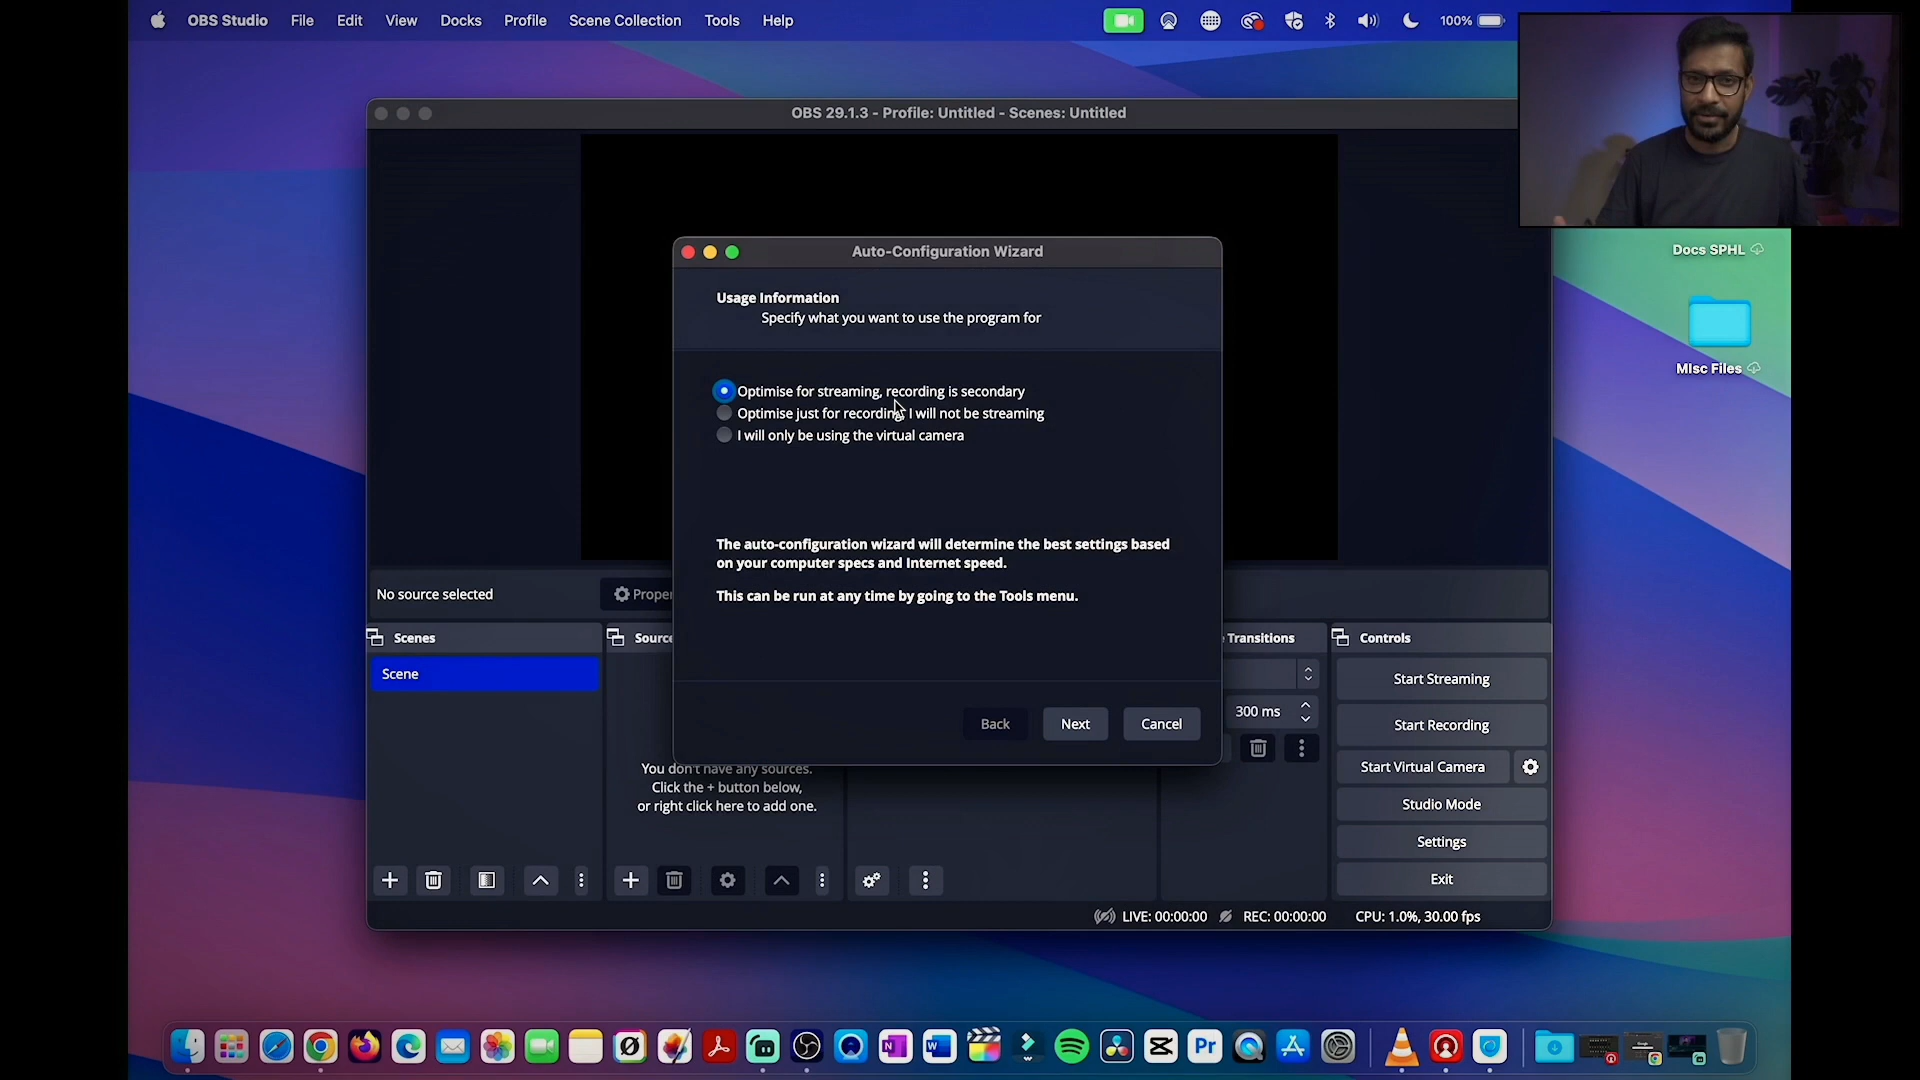 OBS Studio File Edit View Docks Profile Scene Collection Tools Help 100%
OBS 29.1.3 - Profile: Untitled - Scenes: Untitled
Auto-Configuration Wizard
Docs SPHL
MIsc Files
Usage Information
Specify what you want to use the program for
Optimise for streaming, recording is secondary
Optimise just for recording, I will not be streaming
I will only be using the virtual camera
The auto-configuration wizard will determine the best settings based
on your computer specs and Internet speed.
This can be run at any time by going to the Tools menu.
Back Next Cancel
No source selected Proper
Scenes Source Transitions Controls
Scene
300 ms
You don't have any sources.
Click the + button below,
or right click here to add one.
Start Streaming
Start Recording
Start Virtual Camera
Studio Mode
Settings
Exit
LIVE: 00:00:00 REC: 00:00:00 CPU: 1.0%, 30.00 fps
Pr